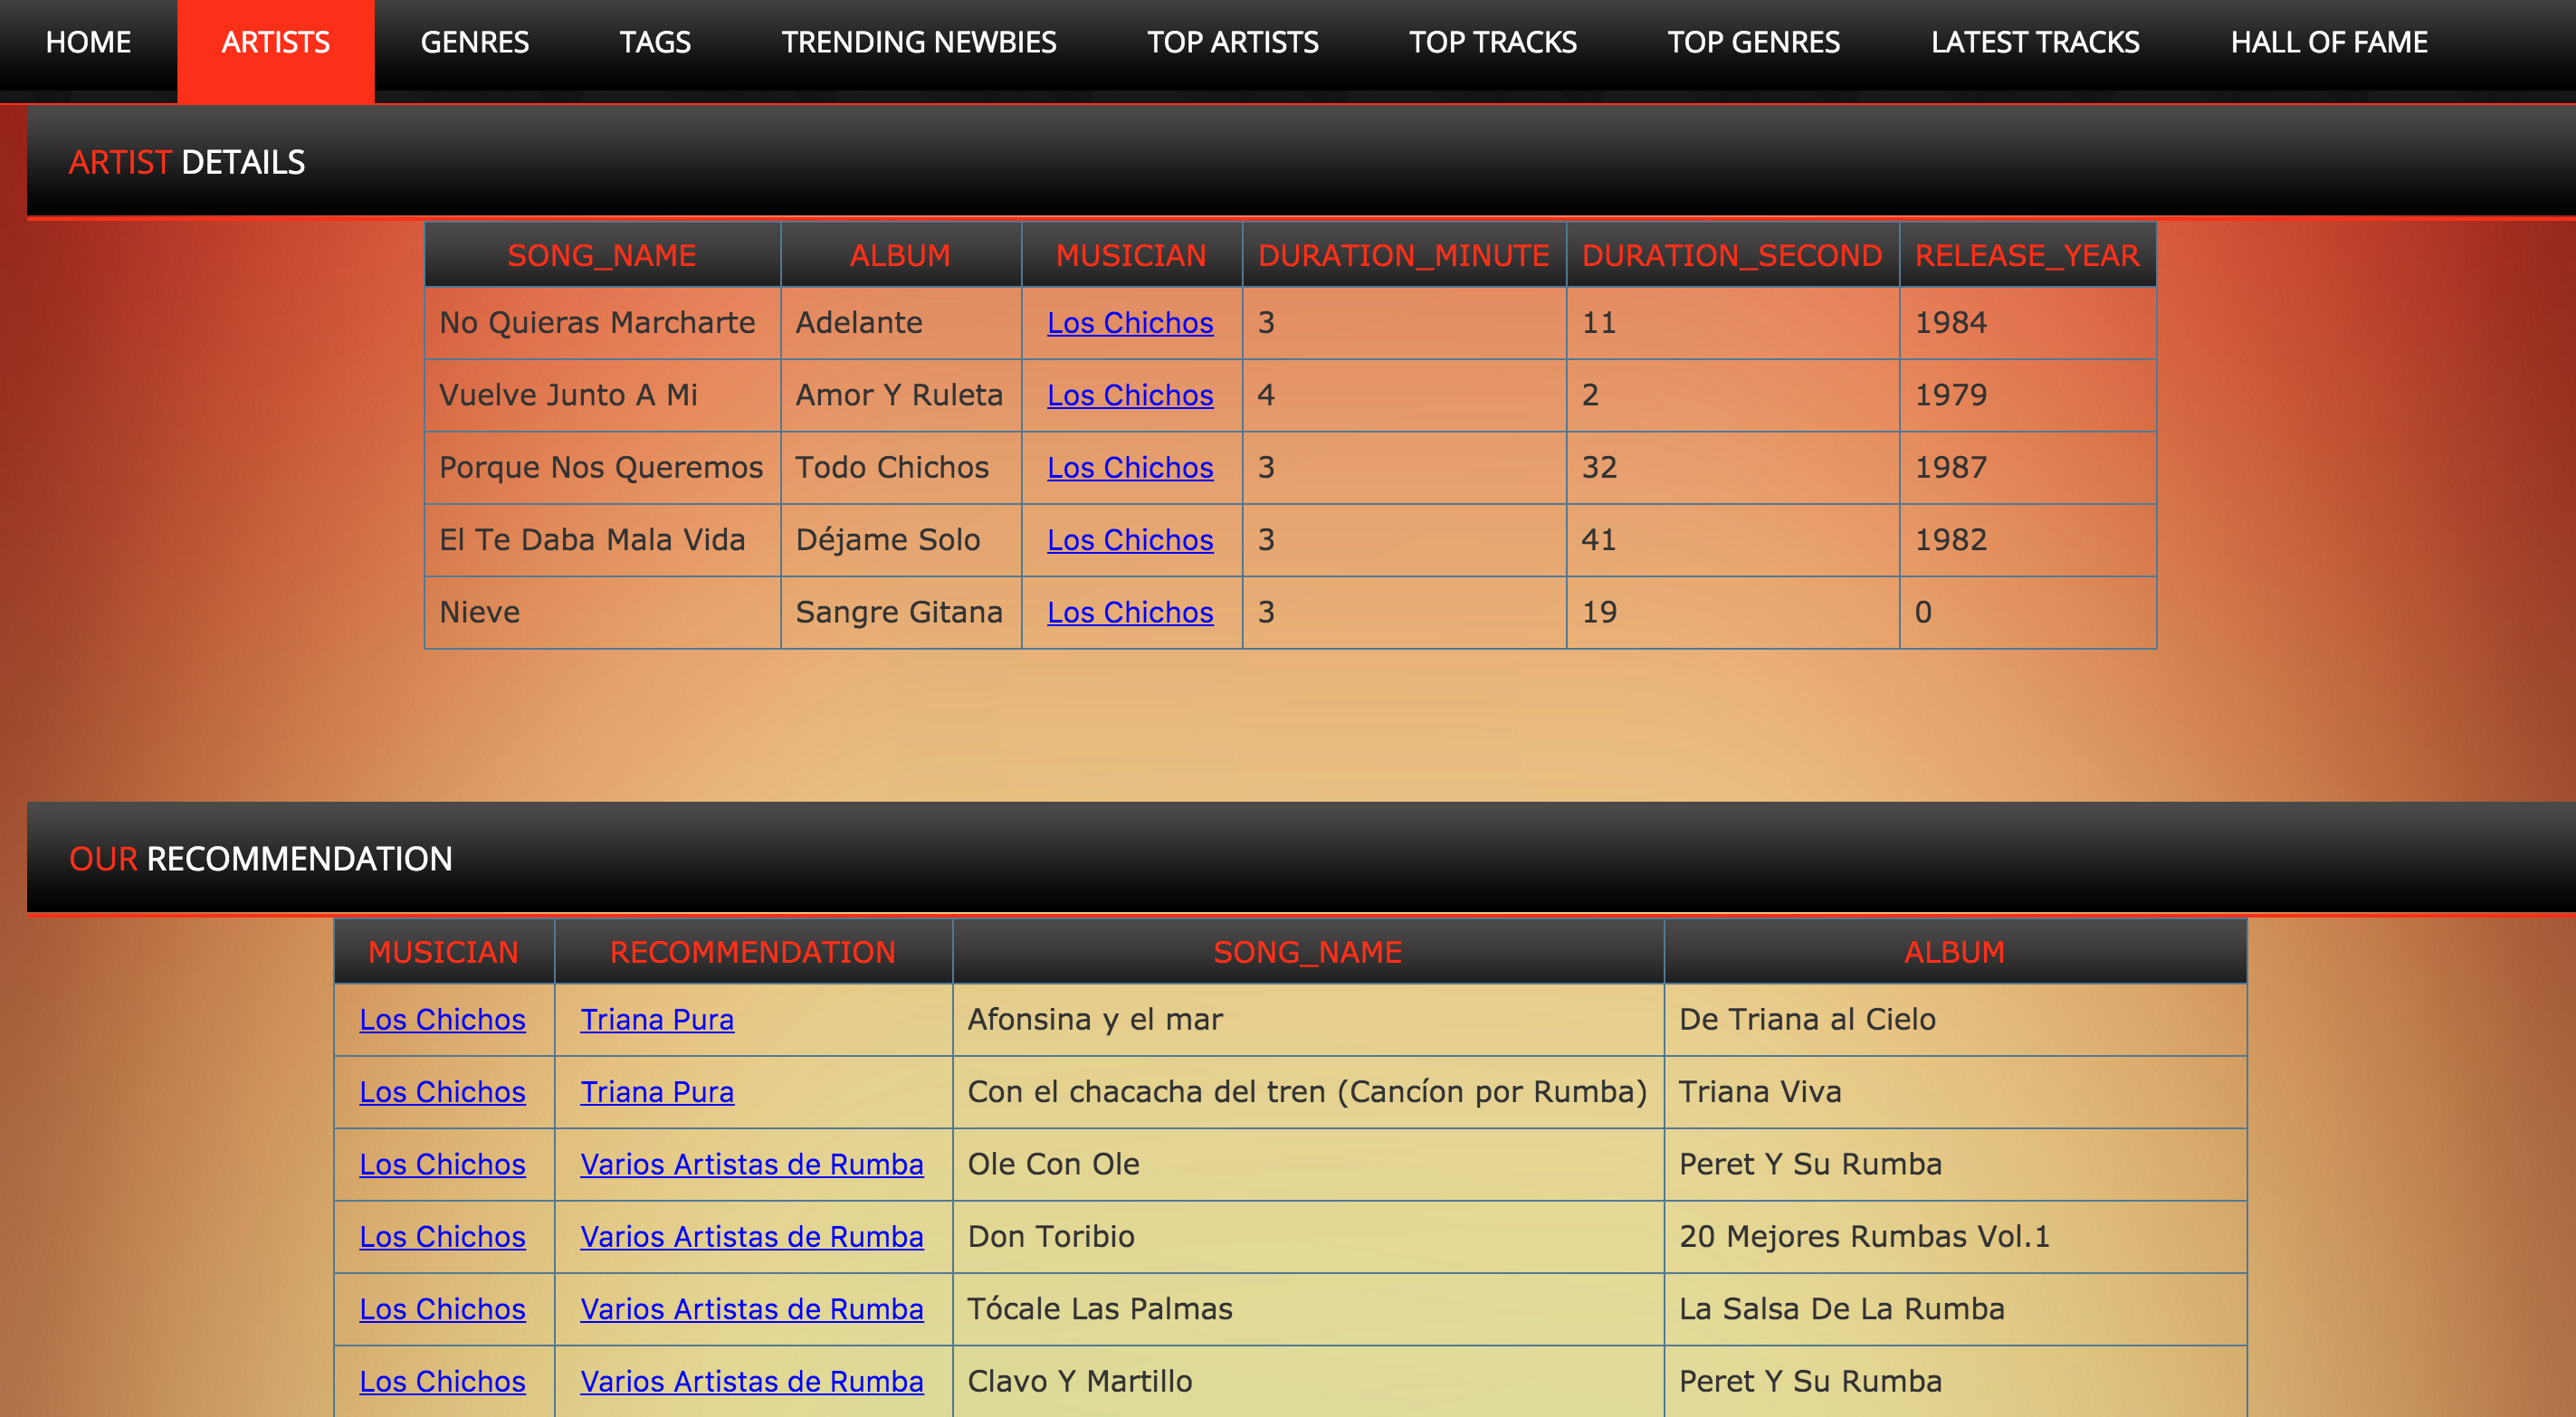 HOME ARTISTS GENRES TAGS TRENDING NEWBIES TOP ARTISTS TOP TRACKS TOP GENRES LATEST TRACKS HALL OF FAME
ARTIST DETAILS
SONG_NAME ALBUM MUSICIAN DURATION_MINUTE DURATION_SECOND RELEASE_YEAR
No Quieras Marcharte Adelante Los Chichos 3 11 1984
Vuelve Junto A Mi Amor Y Ruleta Los Chichos 4 2 1979
Porque Nos Queremos Todo Chichos Los Chichos 3 32 1987
El Te Daba Mala Vida Déjame Solo Los Chichos 3 41 1982
Nieve Sangre Gitana Los Chichos 3 19 0
OUR RECOMMENDATION
MUSICIAN RECOMMENDATION SONG_NAME ALBUM
Los Chichos Triana Pura Afonsina y el mar De Triana al Cielo
Los Chichos Triana Pura Con el chacacha del tren (Cancíon por Rumba) Triana Viva
Los Chichos Varios Artistas de Rumba Ole Con Ole Peret Y Su Rumba
Los Chichos Varios Artistas de Rumba Don Toribio 20 Mejores Rumbas Vol.1
Los Chichos Varios Artistas de Rumba Tócale Las Palmas La Salsa De La Rumba
Los Chichos Varios Artistas de Rumba Clavo Y Martillo Peret Y Su Rumba